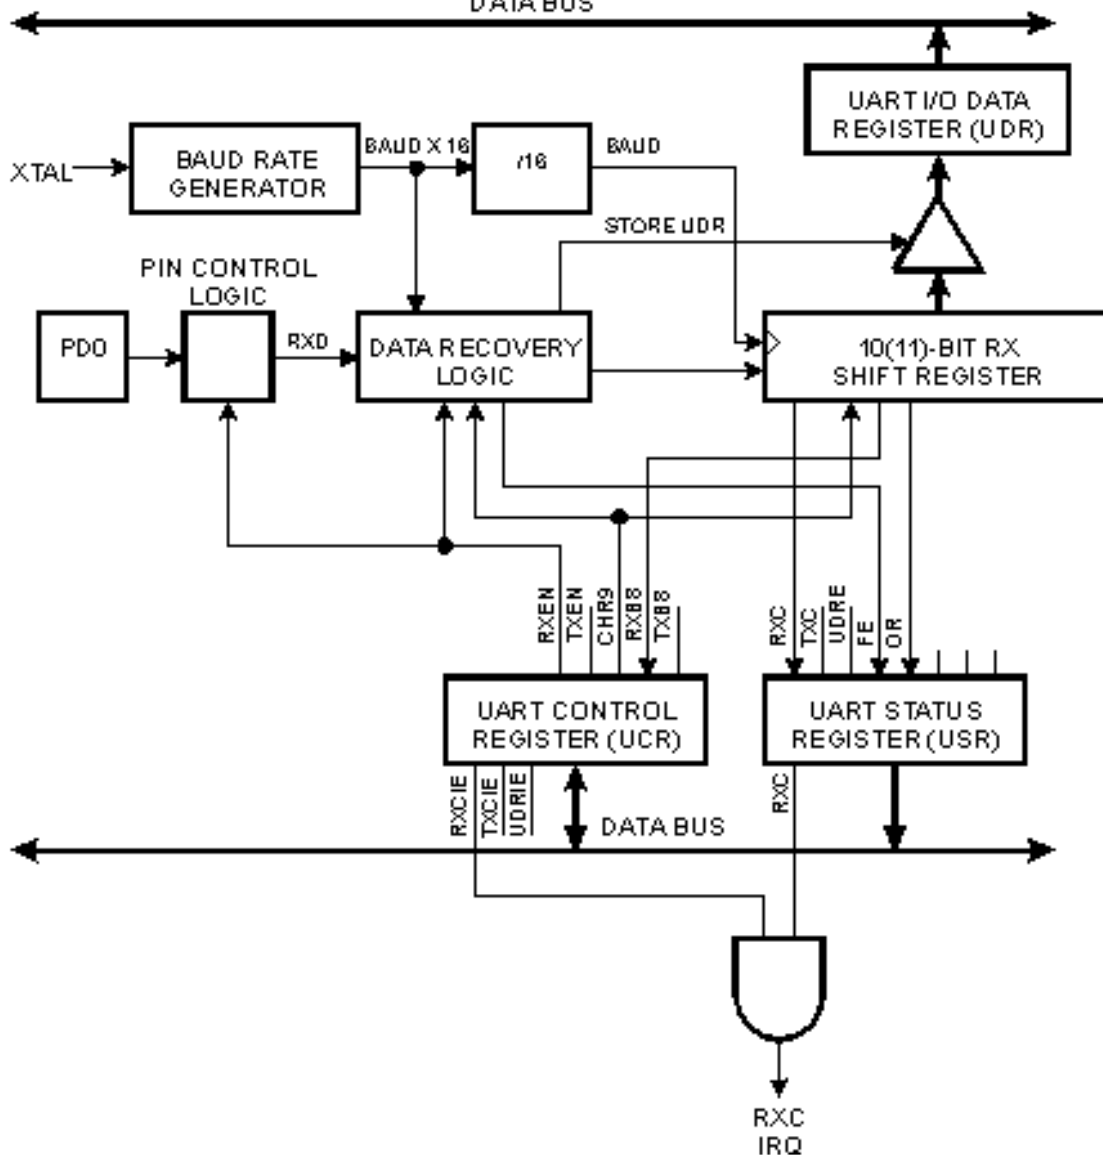 DATA BUS
UART I/O DATA
REGISTER (UDR)
XTAL
BAUD RATE
GENERATOR
BAUD X 16
/16
BAUD
STORE UDR
PIN CONTROL
LOGIC
PD0
RXD
DATA RECOVERY
LOGIC
10(11)-BIT RX
SHIFT REGISTER
RXEN
TXEN
CHR9
RXB8
TXB8
RXC
TXC
UDRE
FE
OR
UART CONTROL
REGISTER (UCR)
UART STATUS
REGISTER (USR)
RXCIE
TXCIE
UDRIE
RXC
DATA BUS
RXC
IRQ